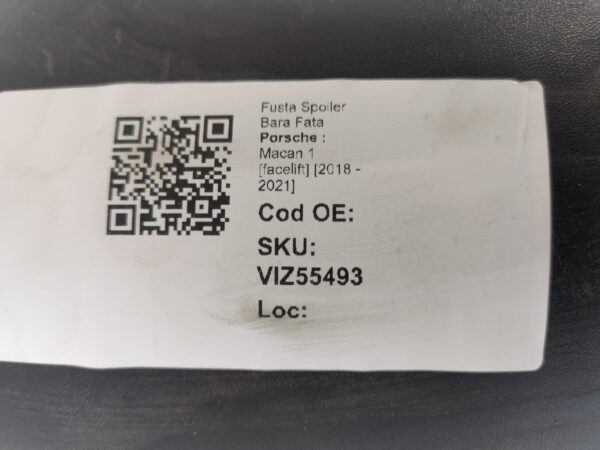 Fusta Spoiler
Bara Fata
Porsche :
Macan 1
[facelift] [2018 -
2021]
Cod OE:
SKU:
VIZ55493
Loc: